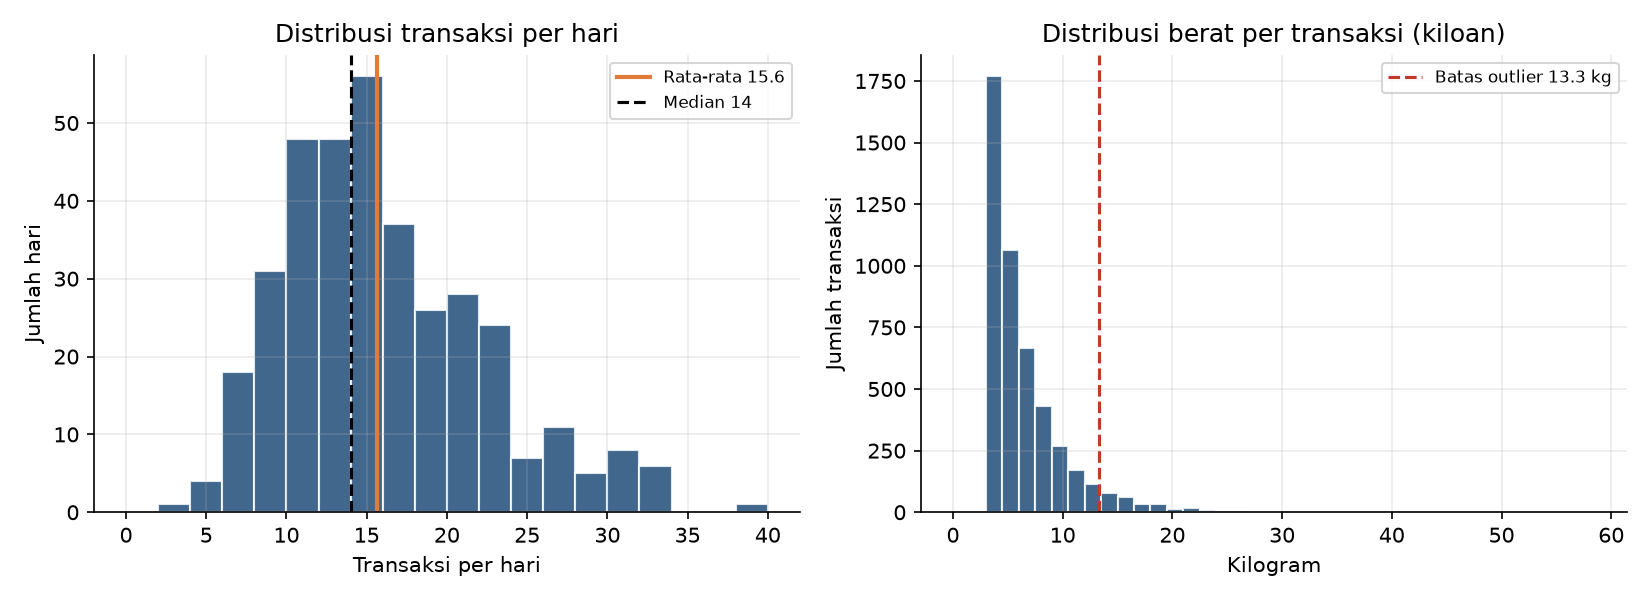 Distribusi transaksi per hari
Rata-rata 15.6
Median 14
Jumlah hari
50
40
30
20
10
0
0 5 10 15 20 25 30 35 40
Transaksi per hari
Distribusi berat per transaksi (kiloan)
Batas outlier 13.3 kg
Jumlah transaksi
1750
1500
1250
1000
750
500
250
0
0 10 20 30 40 50 60
Kilogram